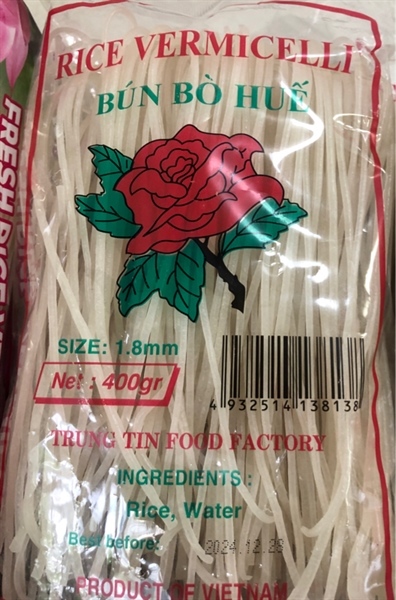 RICE VERMICELLI
BÚN BÒ HUẾ
SIZE: 1.8mm
Net : 400gr
4 932514 138138
TRUNG TIN FOOD FACTORY
INGREDIENTS :
Rice, Water
Best before: 2024.12.26
PRODUCT OF VIETNAM
FRESH RICE